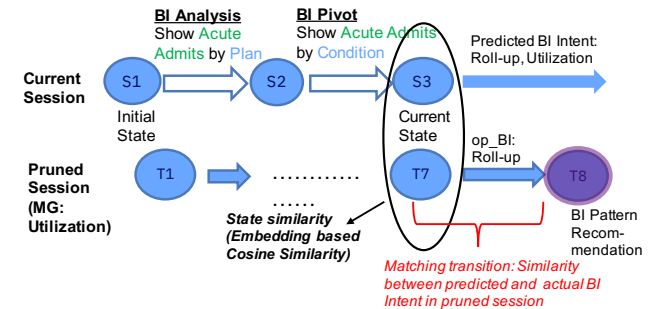 BI Analysis
Show Acute
Admits by Plan
BI Pivot
Show Acute Admits
by Condition
Predicted BI Intent:
Roll-up, Utilization
Current
Session
S1
S2
S3
Initial
State
Current
State
op_BI:
Roll-up
Pruned
Session
(MG:
Utilization)
T1
............
......
T7
T8
State similarity
(Embedding based
Cosine Similarity)
BI Pattern
Recom-
mendation
Matching transition: Similarity
between predicted and actual BI
Intent in pruned session